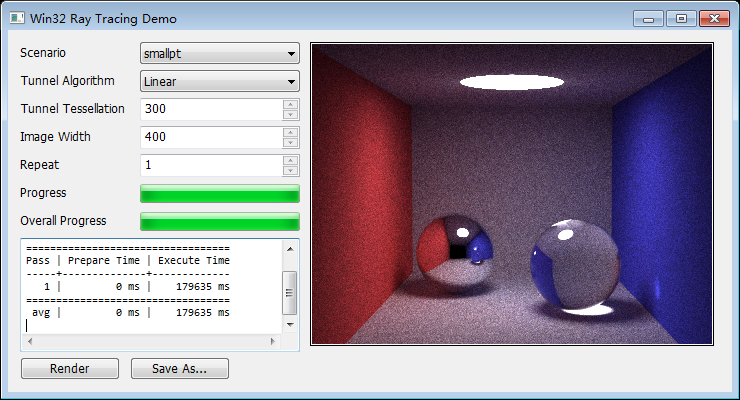 Win32 Ray Tracing Demo
Scenario smallpt
Tunnel Algorithm Linear
Tunnel Tessellation 300
Image Width 400
Repeat 1
Progress
Overall Progress
==================================
Pass | Prepare Time | Execute Time
-----+--------------+-------------
1 | 0 ms | 179635 ms
==================================
avg | 0 ms | 179635 ms
Render Save As...